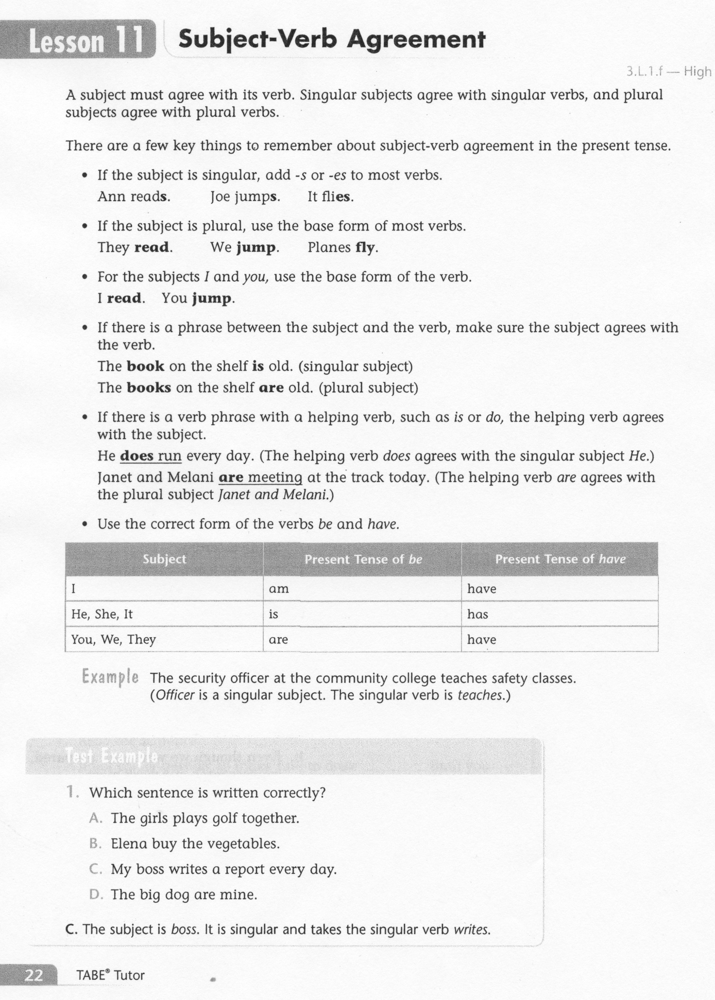 Lesson 11
Subject-Verb Agreement
3.L.1.f — High
A subject must agree with its verb. Singular subjects agree with singular verbs, and plural
subjects agree with plural verbs.
There are a few key things to remember about subject-verb agreement in the present tense.
• If the subject is singular, add -s or -es to most verbs.
Ann reads. Joe jumps. It flies.
• If the subject is plural, use the base form of most verbs.
They read. We jump. Planes fly.
• For the subjects I and you, use the base form of the verb.
I read. You jump.
• If there is a phrase between the subject and the verb, make sure the subject agrees with
the verb.
The book on the shelf is old. (singular subject)
The books on the shelf are old. (plural subject)
• If there is a verb phrase with a helping verb, such as is or do, the helping verb agrees
with the subject.
He does run every day. (The helping verb does agrees with the singular subject He.)
Janet and Melani are meeting at the track today. (The helping verb are agrees with
the plural subject Janet and Melani.)
• Use the correct form of the verbs be and have.
Subject Present Tense of be Present Tense of have
I am have
He, She, It is has
You, We, They are have
Example The security officer at the community college teaches safety classes.
(Officer is a singular subject. The singular verb is teaches.)
Test Example
1. Which sentence is written correctly?
A. The girls plays golf together.
B. Elena buy the vegetables.
C. My boss writes a report every day.
D. The big dog are mine.
C. The subject is boss. It is singular and takes the singular verb writes.
22 TABE® Tutor